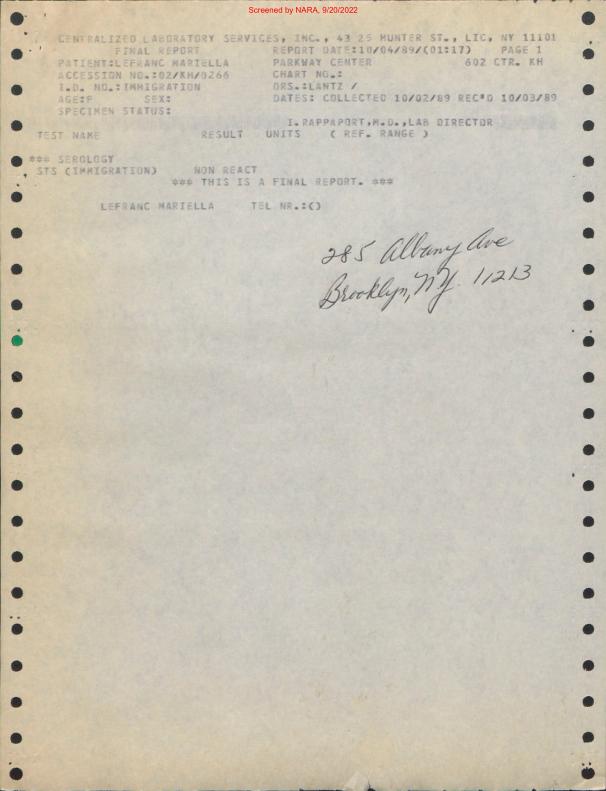 Screened by NARA, 9/20/2022
CENTRALIZED LABORATORY SERVICES, INC., 43 25 HUNTER ST., LIC, NY 11101
FINAL REPORT REPORT DATE:10/04/89/(01:17) PAGE 1
PATIENT:LEFRANC MARIELLA PARKWAY CENTER 602 CTR. KH
ACCESSION NO.:02/KH/0266 CHART NO.:
I.D. NO.:IMMIGRATION DRS.:LANTZ /
AGE:F SEX: DATES: COLLECTED 10/02/89 REC'D 10/03/89
SPECIMEN STATUS:
I.RAPPAPORT,M.D.,LAB DIRECTOR
TEST NAME RESULT UNITS ( REF. RANGE )
*** SEROLOGY
STS (IMMIGRATION) NON REACT
*** THIS IS A FINAL REPORT. ***
LEFRANC MARIELLA TEL NR.:()
285 Albany Ave
Brooklyn, NY. 11213